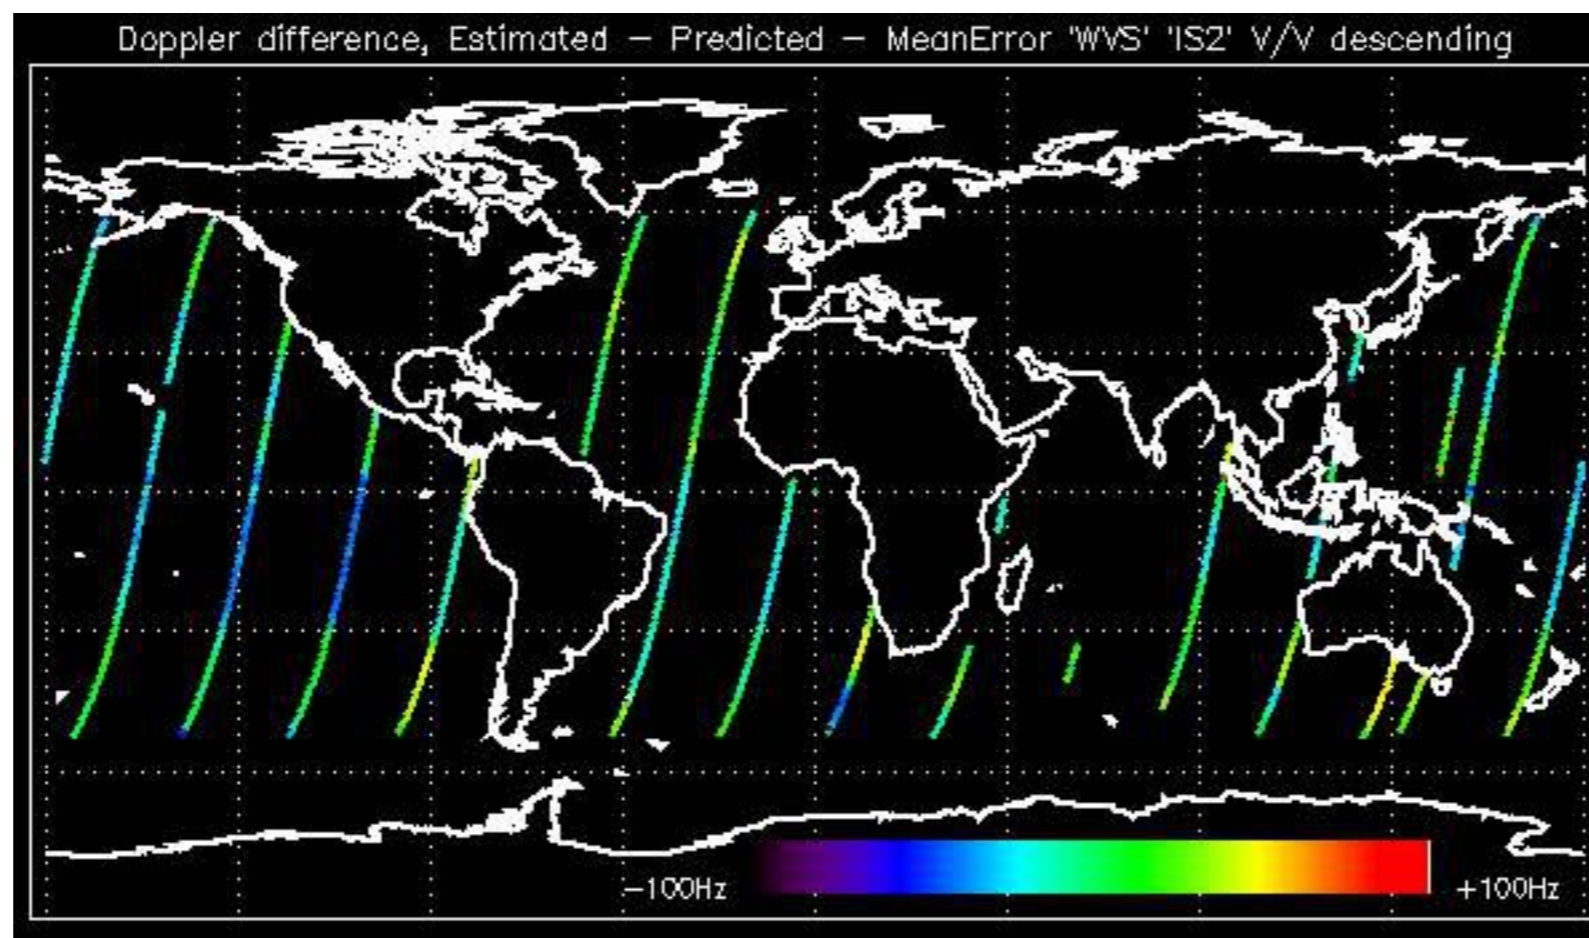 Doppler difference, Estimated – Predicted – MeanError 'WVS' 'IS2' V/V descending
–100Hz +100Hz